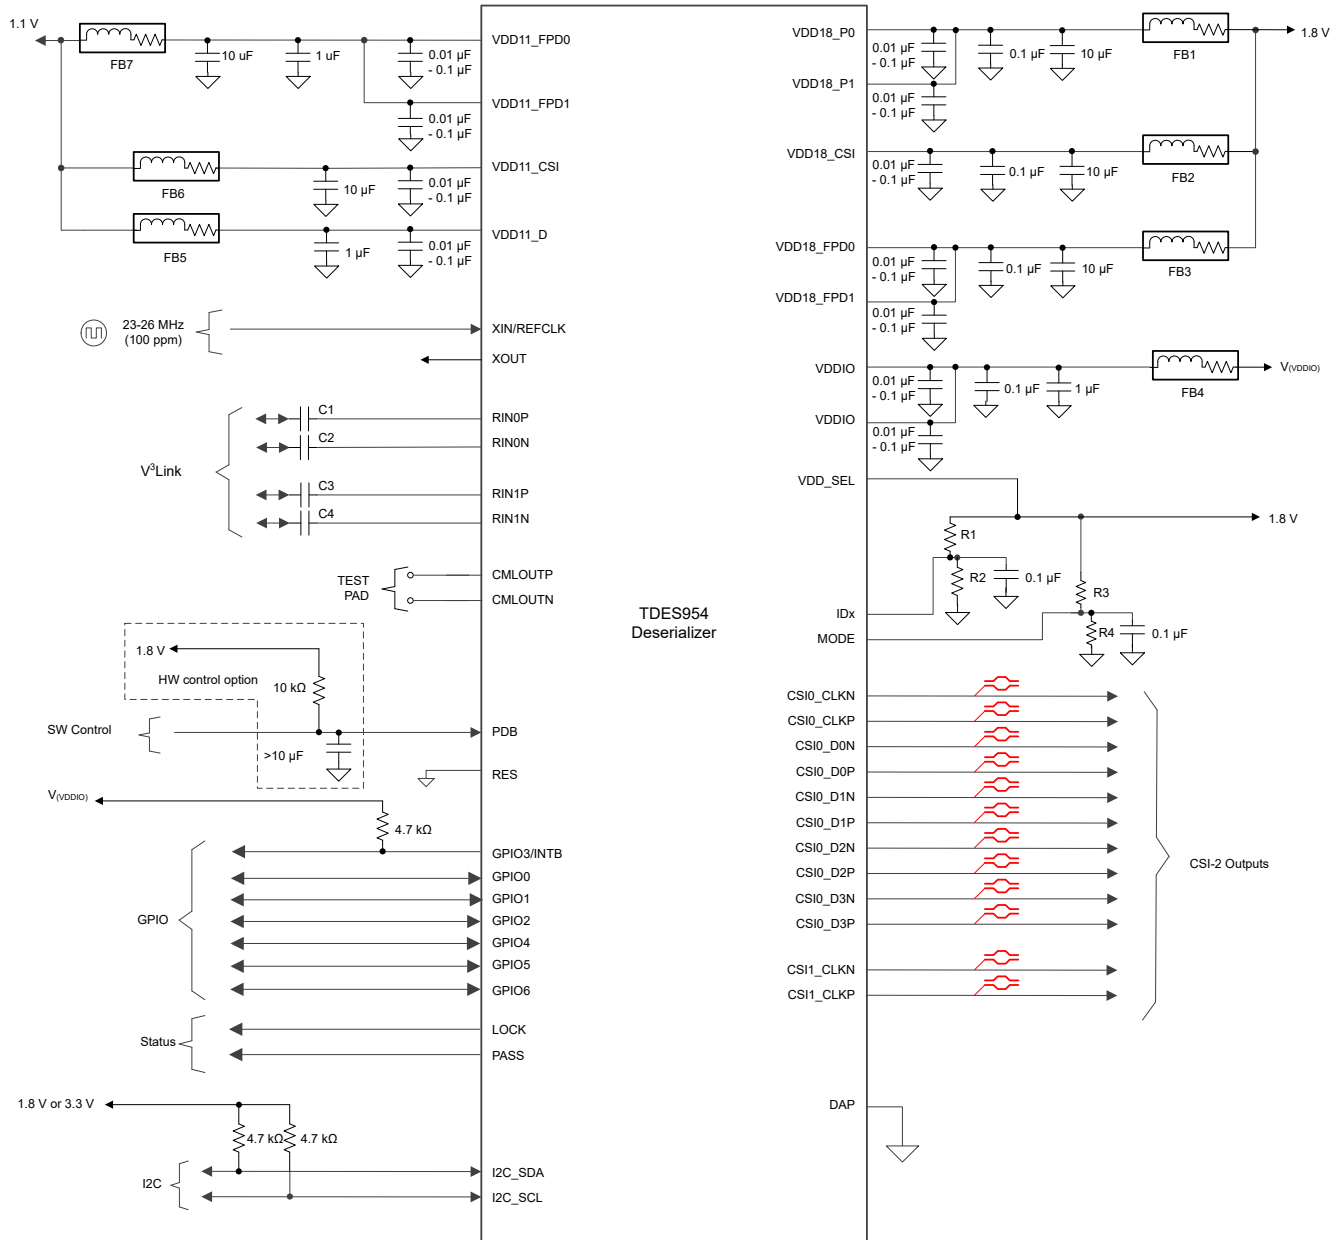 1.1 V
FB7
10 uF
1 uF
0.01 µF
- 0.1 µF
VDD11_FPD0
0.01 µF
- 0.1 µF
VDD11_FPD1
FB6
10 µF
0.01 µF
- 0.1 µF
VDD11_CSI
FB5
1 µF
0.01 µF
- 0.1 µF
VDD11_D
23-26 MHz
(100 ppm)
XIN/REFCLK
XOUT
V³Link
C1
RIN0P
C2
RIN0N
C3
RIN1P
C4
RIN1N
TEST
PAD
CMLOUTP
CMLOUTN
1.8 V
HW control option
10 kΩ
SW Control
>10 µF
PDB
RES
V(VDDIO)
4.7 kΩ
GPIO
GPIO3/INTB
GPIO0
GPIO1
GPIO2
GPIO4
GPIO5
GPIO6
Status
LOCK
PASS
1.8 V or 3.3 V
4.7 kΩ
4.7 kΩ
I2C
I2C_SDA
I2C_SCL
TDES954
Deserializer
VDD18_P0
0.01 µF
- 0.1 µF
0.1 µF
10 µF
FB1
1.8 V
VDD18_P1
0.01 µF
- 0.1 µF
VDD18_CSI
0.01 µF
- 0.1 µF
0.1 µF
10 µF
FB2
VDD18_FPD0
0.01 µF
- 0.1 µF
0.1 µF
10 µF
FB3
VDD18_FPD1
0.01 µF
- 0.1 µF
VDDIO
0.01 µF
- 0.1 µF
0.1 µF
1 µF
FB4
V(VDDIO)
VDDIO
0.01 µF
- 0.1 µF
VDD_SEL
1.8 V
R1
R2
0.1 µF
R3
IDx
MODE
R4
0.1 µF
CSI0_CLKN
CSI0_CLKP
CSI0_D0N
CSI0_D0P
CSI0_D1N
CSI0_D1P
CSI0_D2N
CSI0_D2P
CSI0_D3N
CSI0_D3P
CSI1_CLKN
CSI1_CLKP
CSI-2 Outputs
DAP